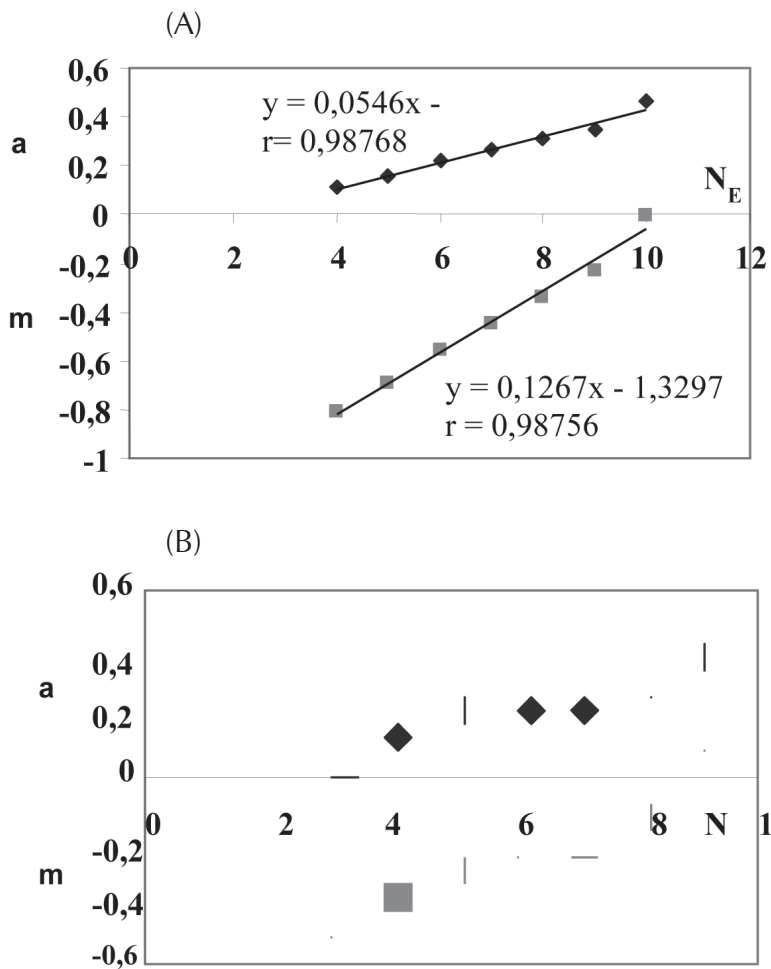 (A)
0,6
y = 0,0546x -
r= 0,98768
0,4
a
0,2
N_E
0
0 2 4 6 8 10 12
-0,2
m
-0,4
-0,6
y = 0,1267x - 1,3297
r = 0,98756
-0,8
-1
(B)
0,6
0,4
a
0,2
0
0 2 4 6 8 N 1
-0,2
m
-0,4
-0,6